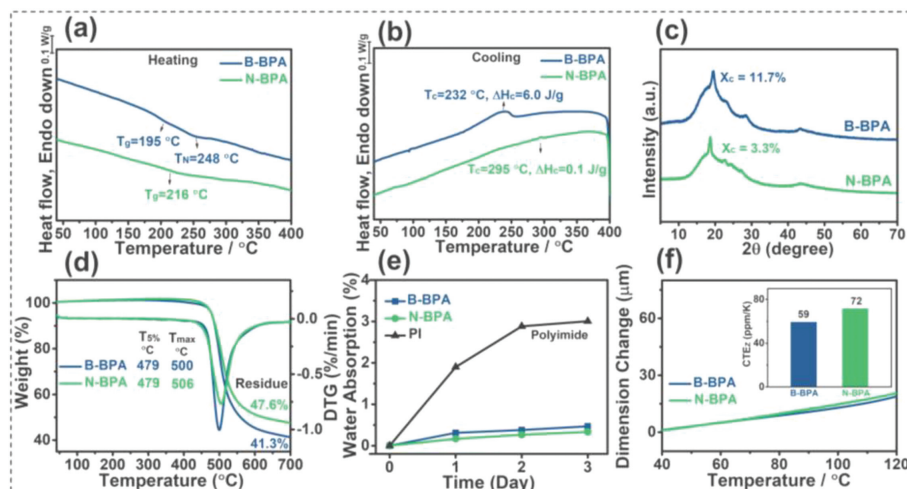 (a)
0.1 W/g
Heating
B-BPA
N-BPA
Tg=195 °C
TN=248 °C
Tg=216 °C
Heat flow, Endo down
50 100 150 200 250 300 350 400
Temperature / °C
(b)
0.1 W/g
Cooling
B-BPA
N-BPA
Tc=232 °C, ΔHc=6.0 J/g
Tc=295 °C, ΔHc=0.1 J/g
Heat flow, Endo down
50 100 150 200 250 300 350 400
Temperature / °C
(c)
Xc = 11.7%
B-BPA
Xc = 3.3%
N-BPA
Intensity (a.u.)
10 20 30 40 50 60 70
2θ (degree)
(d)
100
80
60
40
Weight (%)
0.0
-0.5
-1.0
DTG (%/min)
T5% Tmax
°C °C
B-BPA 479 500
N-BPA 479 506
Residue
47.6%
41.3%
100 200 300 400 500 600 700
Temperature (°C)
(e)
4
3
2
1
0
Water Absorption (%)
B-BPA
N-BPA
PI
Polyimide
0 1 2 3
Time (Day)
(f)
60
40
20
0
Dimension Change (μm)
B-BPA
N-BPA
80
40
0
CTEz (ppm/K)
59
72
B-BPA N-BPA
40 60 80 100 120
Temperature / °C